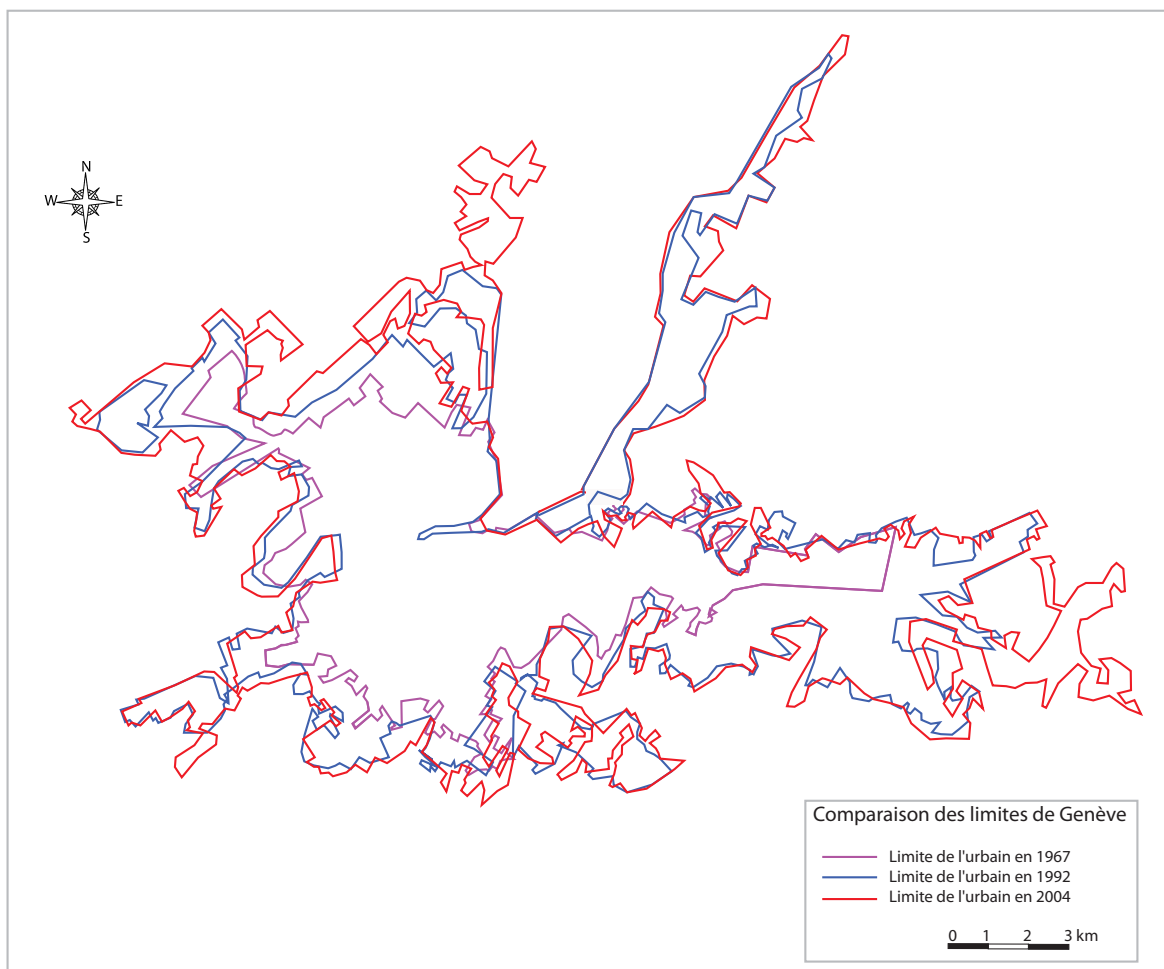 N
W E
S
Comparaison des limites de Genève
Limite de l'urbain en 1967
Limite de l'urbain en 1992
Limite de l'urbain en 2004
0 1 2 3 km